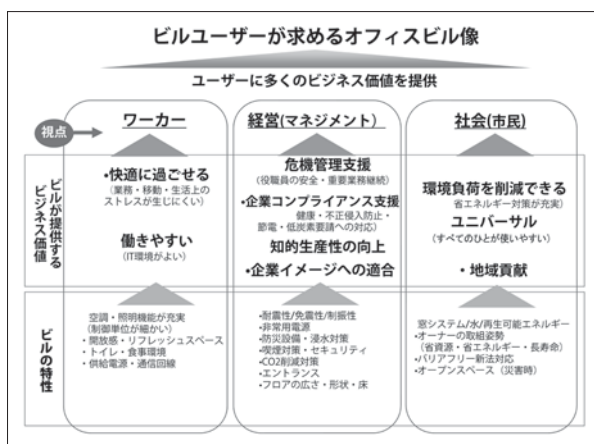 ビルユーザーが求めるオフィスビル像
ユーザーに多くのビジネス価値を提供
視点
ワーカー
経営(マネジメント)
社会(市民)
ビルが提供する
ビジネス価値
•快適に過ごせる
(業務・移動・生活上の
ストレスが生じにくい)
働きやすい
(IT環境がよい)
危機管理支援
(役職員の安全・重要業務継続)
•企業コンプライアンス支援
健康・不正侵入防止・
節電・低炭素要請への対応)
知的生産性の向上
•企業イメージへの適合
環境負荷を削減できる
省エネルギー対策が充実)
ユニバーサル
(すべてのひとが使いやすい)
・地域貢献
ビルの特性
空調・照明機能が充実
(制御単位が細かい)
・開放感・リフレッシュスペース
・トイレ・食事環境
・供給電源・通信回線
•耐震性/免震性/制振性
•非常用電源
•防災設備・浸水対策
•喫煙対策・セキュリティ
•CO2削減対策
•エントランス
•フロアの広さ・形状・床
窓システム/水/再生可能エネルギー
•オーナーの取組姿勢
(省資源・省エネルギー・長寿命)
•バリアフリー新法対応
•オープンスペース(災害時)